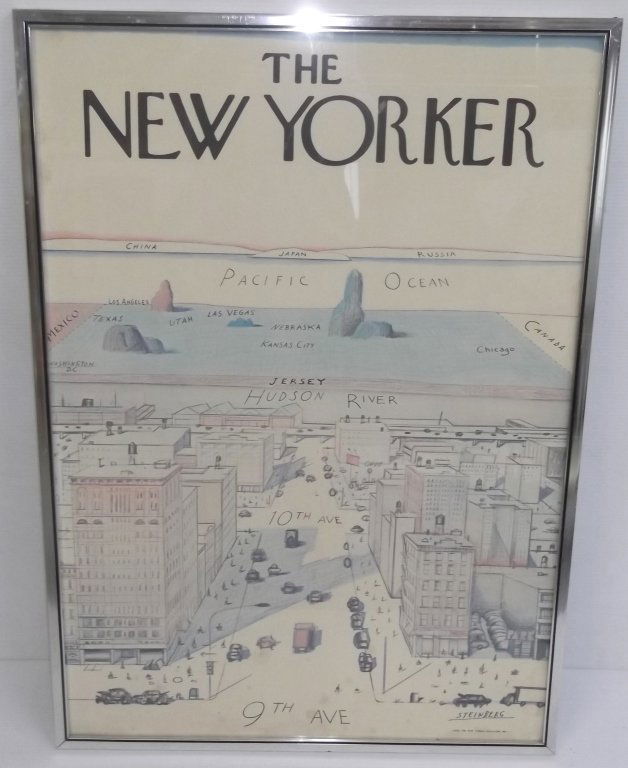 THE
NEW YORKER
CHINA
JAPAN
RUSSIA
PACIFIC OCEAN
LOS ANGELES
MEXICO
TEXAS
UTAH
LAS VEGAS
NEBRASKA
CANADA
KANSAS CITY
Chicago
WASHINGTON
DC
JERSEY
HUDSON RIVER
10TH AVE
9TH AVE
STEINBERG